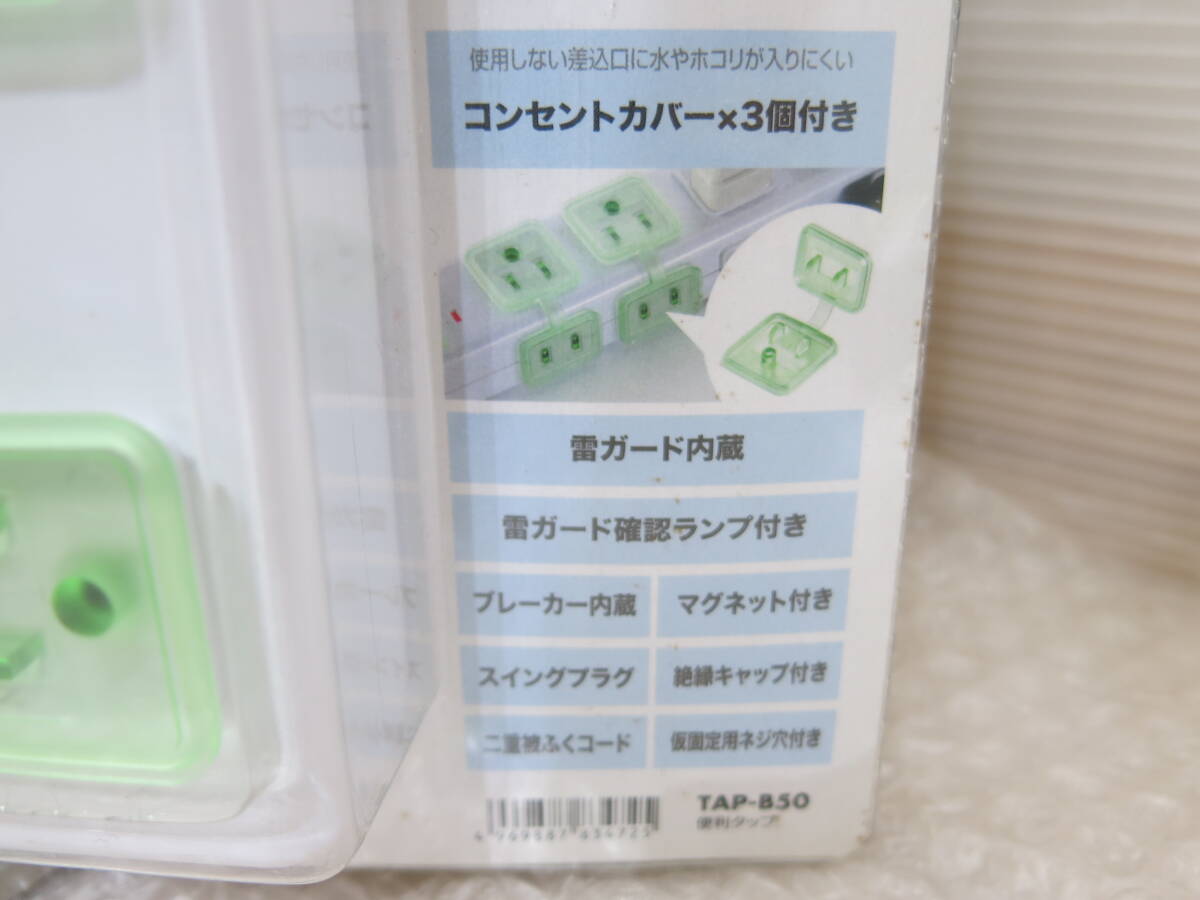 使用しない差込口に水やホコリが入りにくい
コンセントカバー×3個付き
雷ガード内蔵
雷ガード確認ランプ付き
ブレーカー内蔵
マグネット付き
スイングプラグ
絶縁キャップ付き
二重被ふくコード
仮固定用ネジ穴付き
TAP-B50
便利タップ